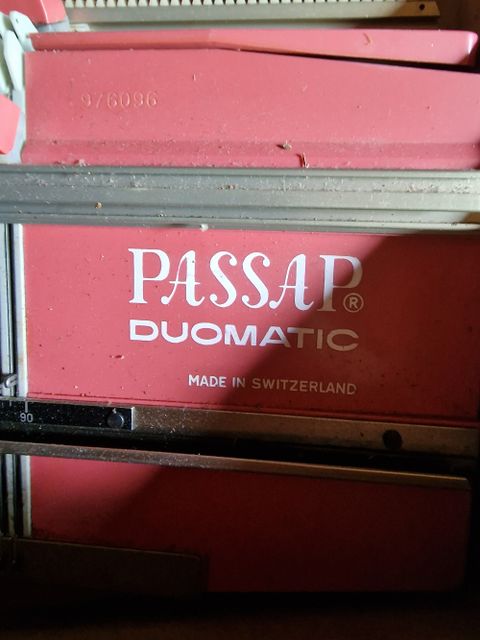 976096
PASSAP®
DUOMATIC
MADE IN SWITZERLAND
90